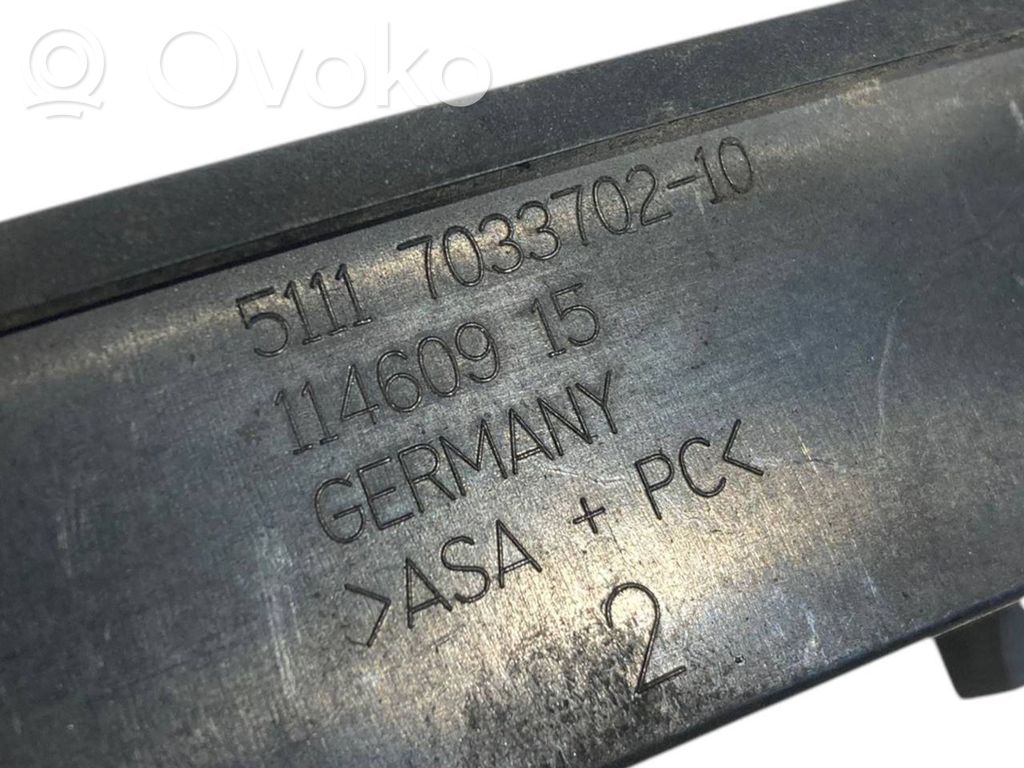 Ovoko
5111 7033702-10
114609 15
GERMANY
>ASA + PC<
2